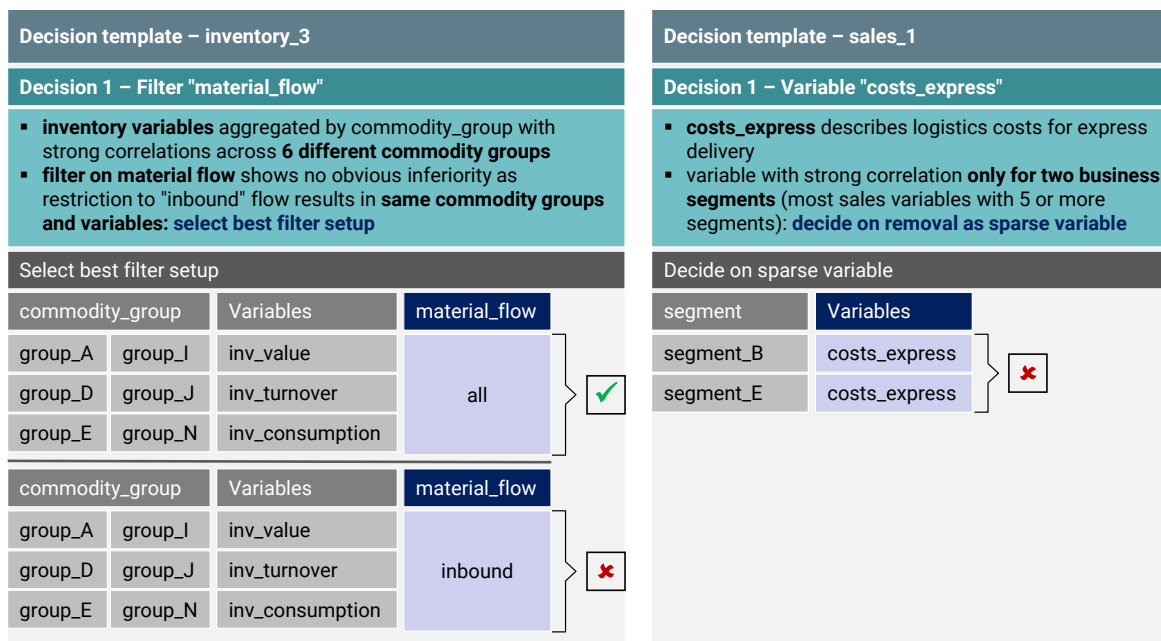 Decision template – inventory_3
Decision 1 – Filter "material_flow"
▪ inventory variables aggregated by commodity_group with
strong correlations across 6 different commodity groups
▪ filter on material flow shows no obvious inferiority as
restriction to "inbound" flow results in same commodity groups
and variables: select best filter setup
Select best filter setup
commodity_group Variables material_flow
group_A group_I inv_value
group_D group_J inv_turnover all
group_E group_N inv_consumption
commodity_group Variables material_flow
group_A group_I inv_value
group_D group_J inv_turnover inbound
group_E group_N inv_consumption
Decision template – sales_1
Decision 1 – Variable "costs_express"
▪ costs_express describes logistics costs for express
delivery
▪ variable with strong correlation only for two business
segments (most sales variables with 5 or more
segments): decide on removal as sparse variable
Decide on sparse variable
segment Variables
segment_B costs_express
segment_E costs_express